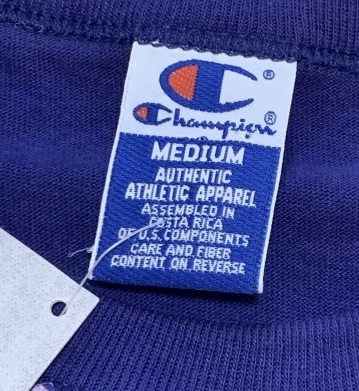 Champion
MEDIUM
AUTHENTIC
ATHLETIC APPAREL
ASSEMBLED IN
COSTA RICA
OF U.S. COMPONENTS
CARE AND FIBER
CONTENT ON REVERSE